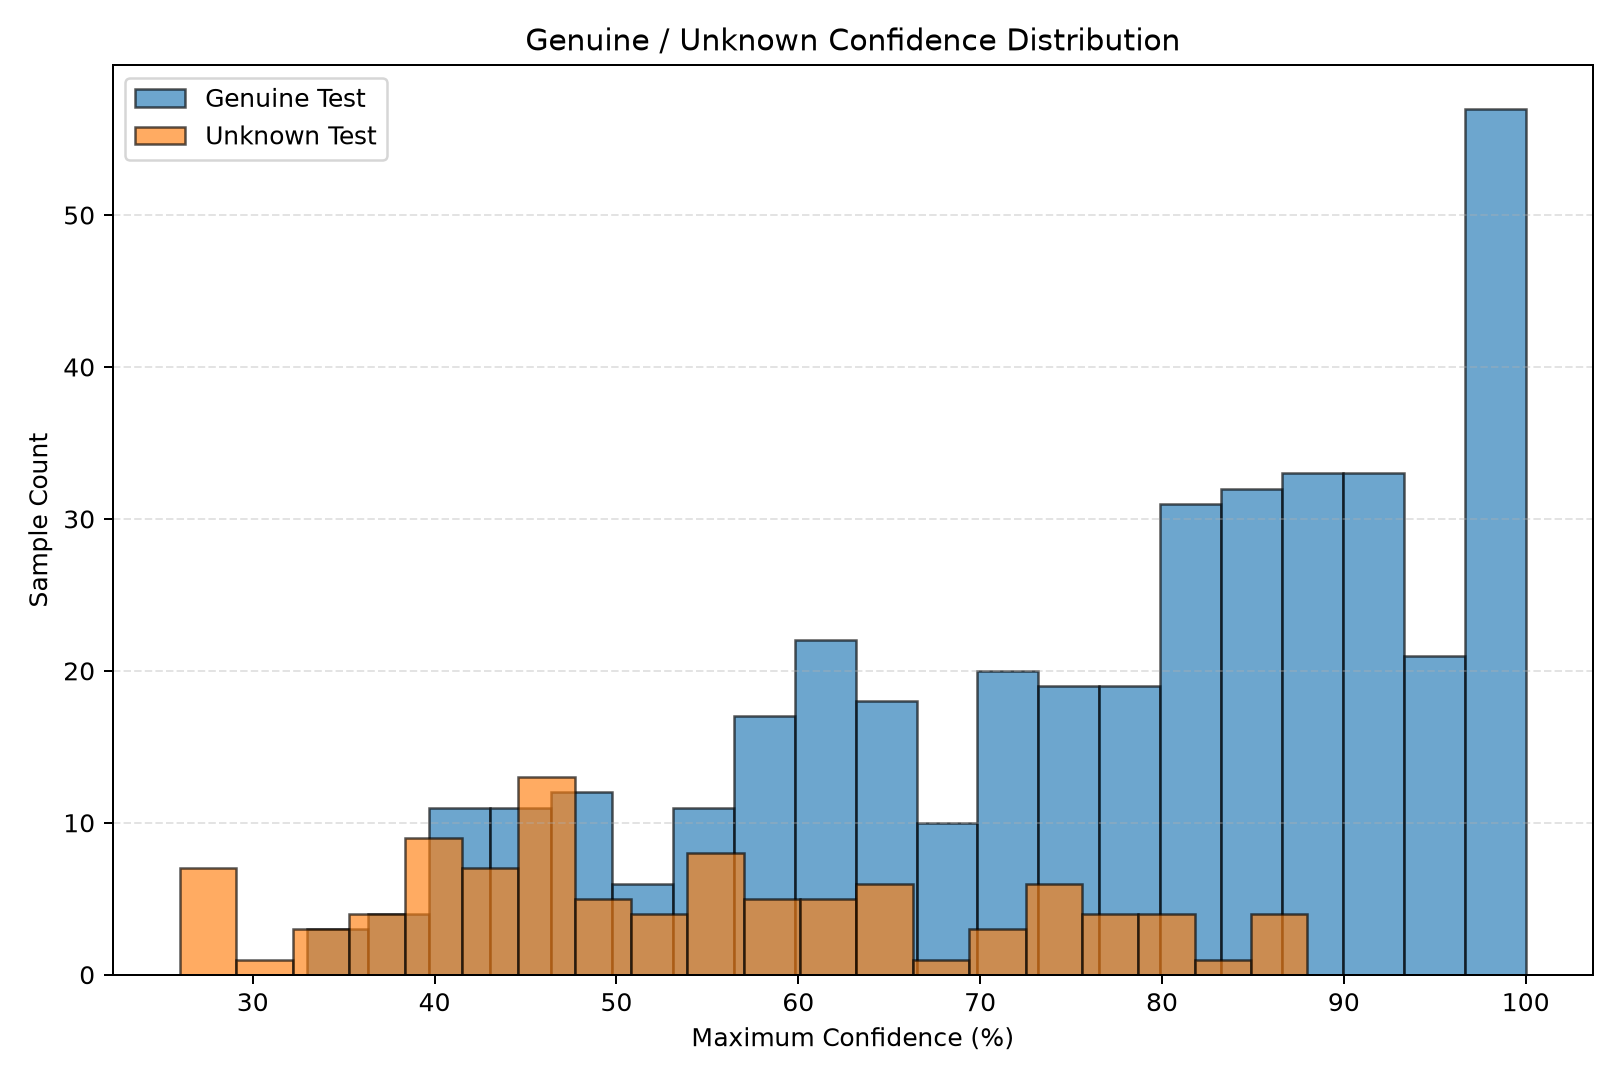 Genuine / Unknown Confidence Distribution
Genuine Test
Unknown Test
50
40
30
20
10
0
Sample Count
30 40 50 60 70 80 90 100
Maximum Confidence (%)